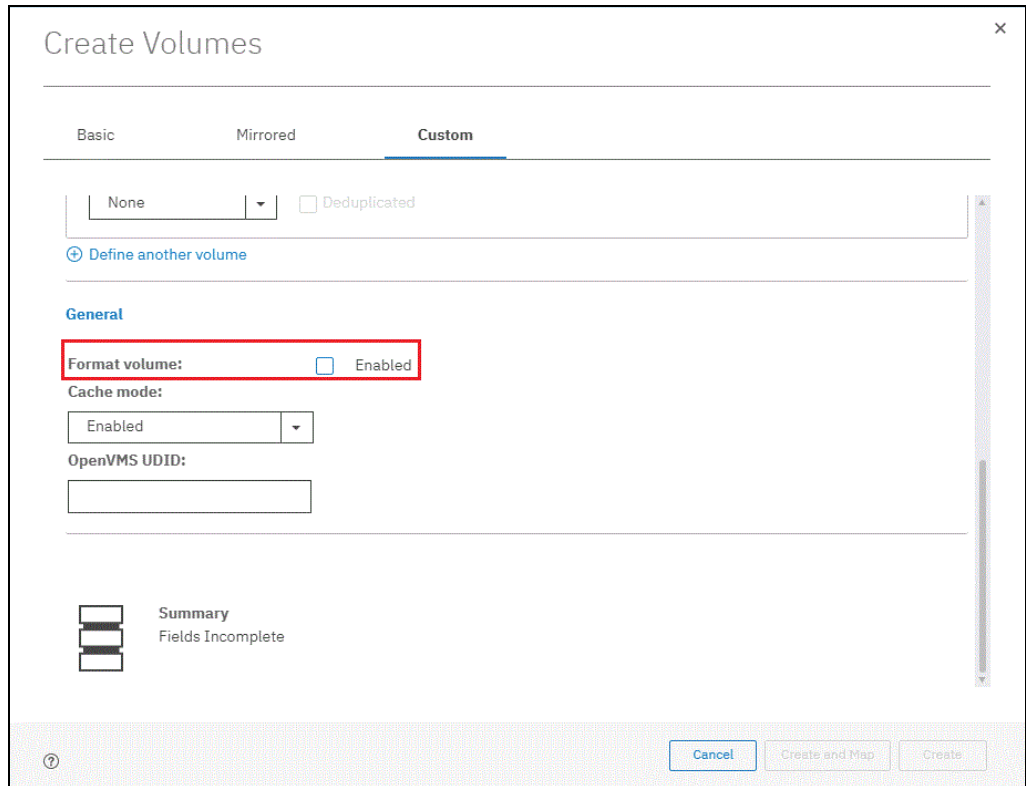 Create Volumes
Basic Mirrored Custom
None Deduplicated
Define another volume
General
Format volume: Enabled
Cache mode:
Enabled
OpenVMS UDID:
Summary
Fields Incomplete
Cancel Create and Map Create